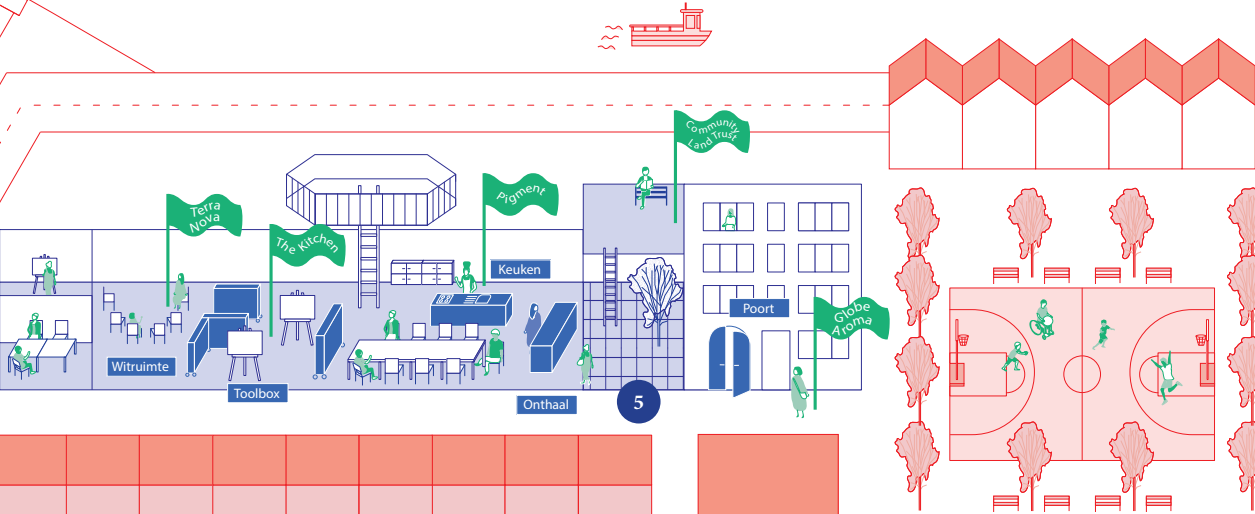 Community
Land Trust
Terra
Nova
Pigment
The Kitchen
Keuken
Poort
Globe
Aroma
Witruimte
Toolbox
Onthaal
5